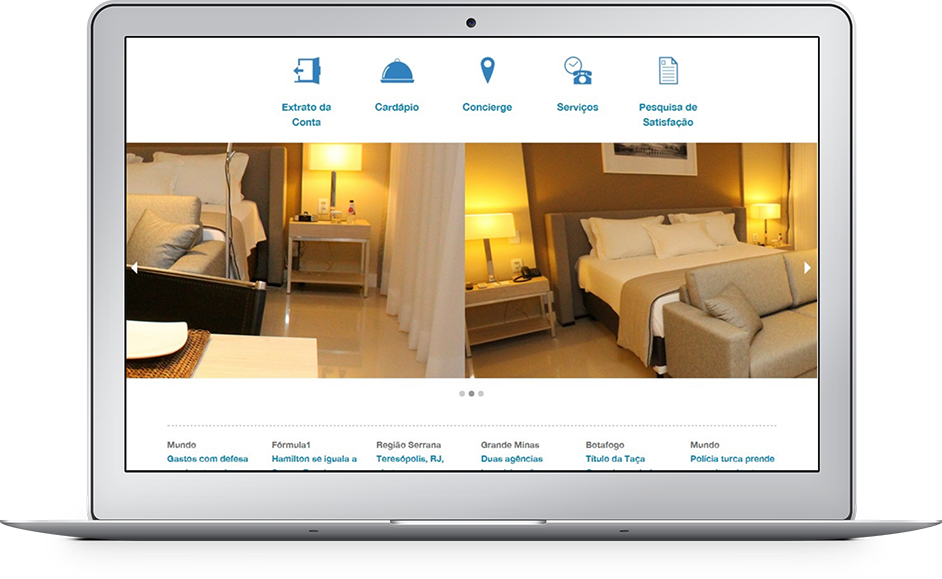 Extrato da
Conta
Cardápio
Concierge
Serviços
Pesquisa de
Satisfação
Mundo
Gastos com defesa
Fórmula1
Hamilton se iguala a
Região Serrana
Teresópolis, RJ,
Grande Minas
Duas agências
Botafogo
Título da Taça
Mundo
Polícia turca prende